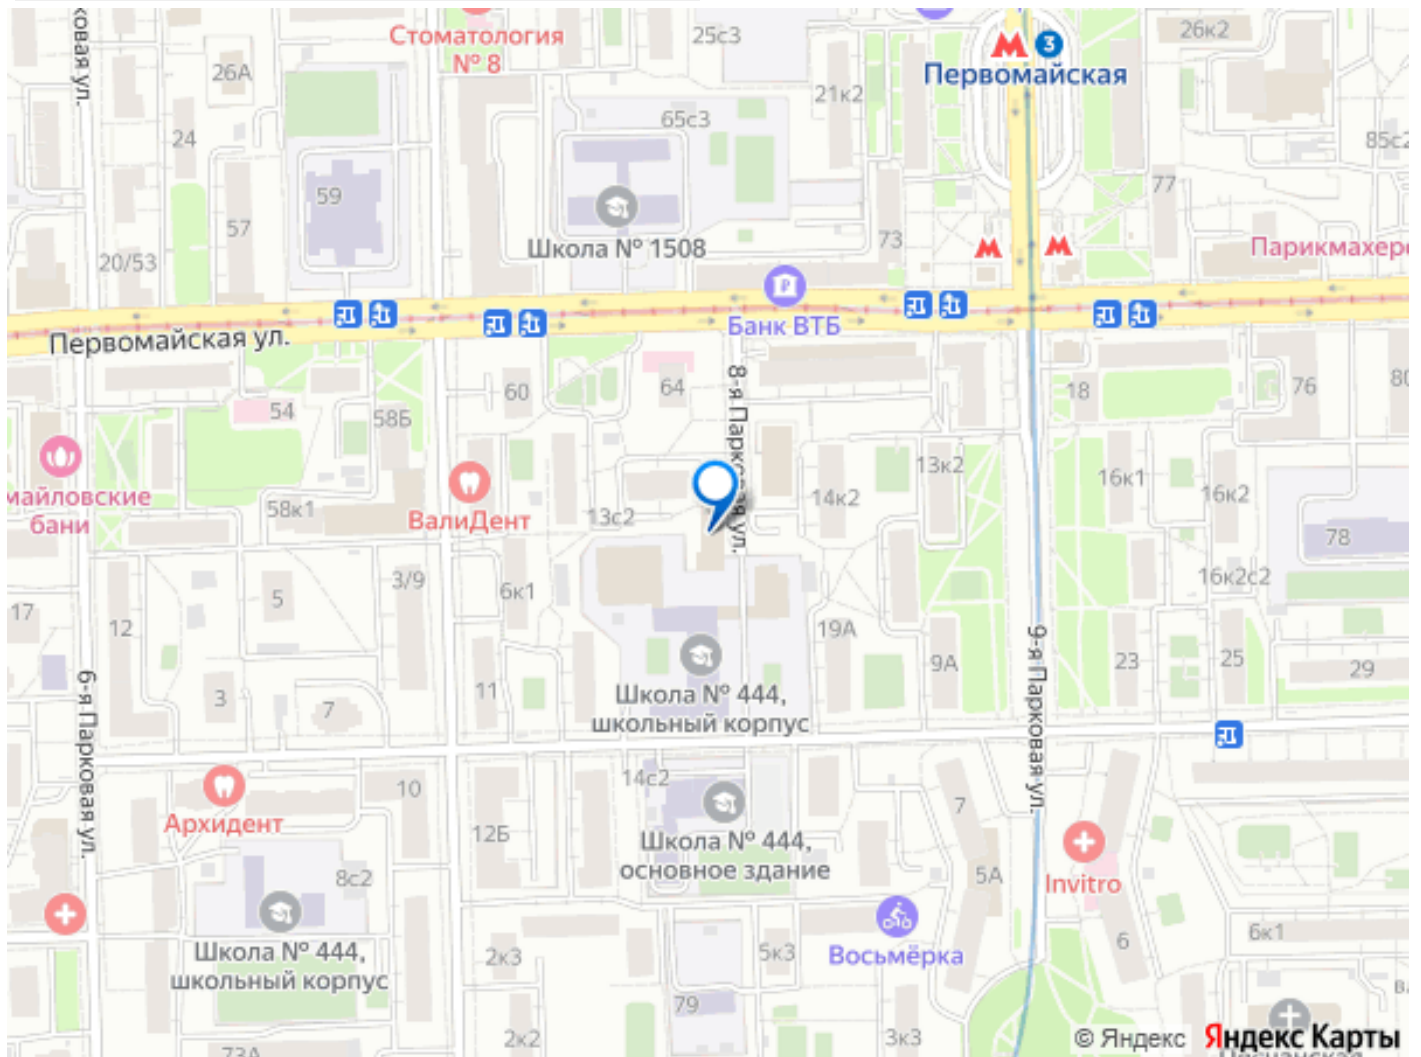 Стоматология
№ 8
25с3
3
26к2
Первомайская
26А
21к2
65с3
85с2
24
59
77
57
Школа № 1508
73
20/53
Банк ВТБ
Первомайская ул.
60
64
8-я Парковая ул.
18
76
80
54
58Б
13к2
16к1
16к2
14к2
58к1
ВалиДент
13с2
бани
78
3/9
6к1
16к2с2
5
17
12
19А
9А
23
25
29
11
3
7
Школа № 444,
школьный корпус
6-я Парковая ул.
9-я Парковая ул.
14с2
10
7
Архидент
12Б
Школа № 444,
основное здание
5А
8с2
Invitro
Школа № 444,
школьный корпус
2к3
5к3
Восьмёрка
6
6к1
79
2к2
3к3
73А
© Яндекс Яндекс Карты